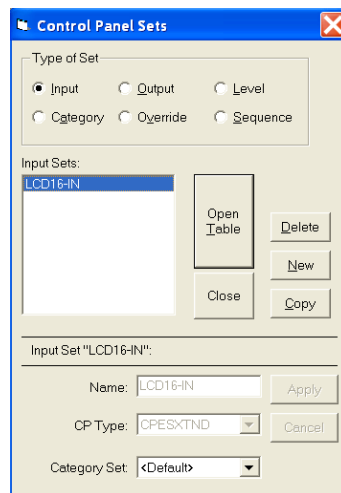 Control Panel Sets
Type of Set
Input Output Level
Category Override Sequence
Input Sets:
LCD16-IN
Open
Table
Delete
New
Close
Copy
Input Set "LCD16-IN":
Name: LCD16-IN Apply
CP Type: CPESXTND Cancel
Category Set: <Default>